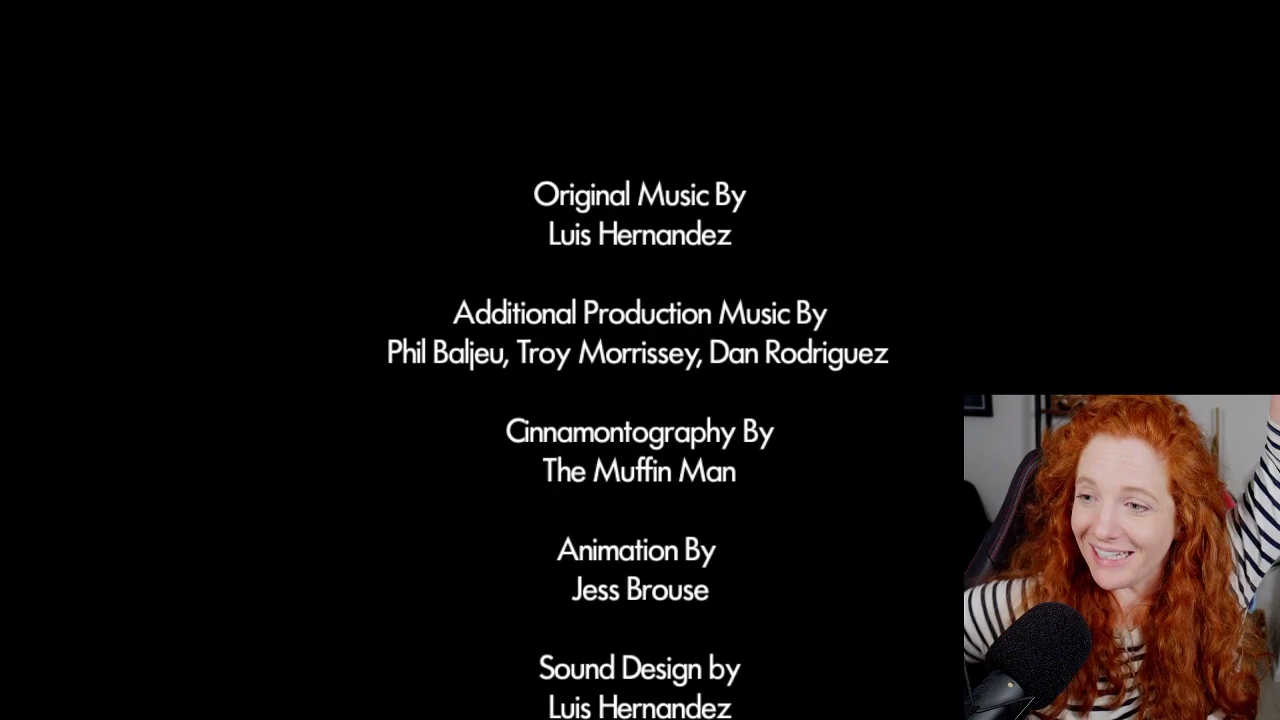 Original Music By
Luis Hernandez
Additional Production Music By
Phil Baljeu, Troy Morrissey, Dan Rodriguez
Cinnamontography By
The Muffin Man
Animation By
Jess Brouse
Sound Design by
Luis Hernandez